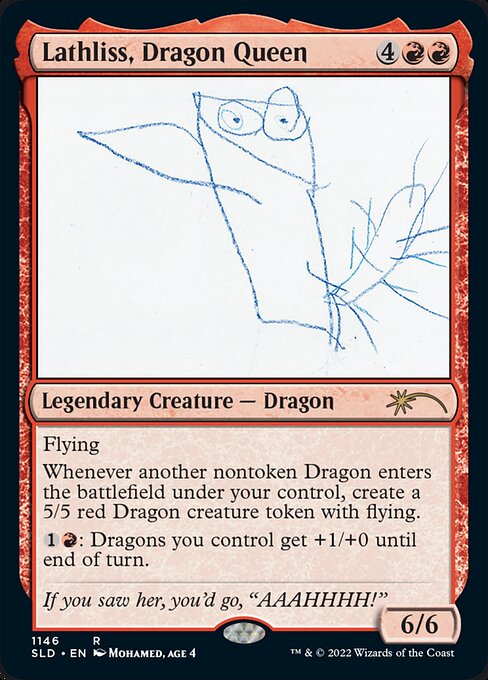 Lathliss, Dragon Queen 4
Legendary Creature — Dragon
Flying
Whenever another nontoken Dragon enters
the battlefield under your control, create a
5/5 red Dragon creature token with flying.
1 : Dragons you control get +1/+0 until
end of turn.
If you saw her, you’d go, “AAAHHHH!”
6/6
1146 R
SLD • EN Mohamed, age 4
™ & © 2022 Wizards of the Coast